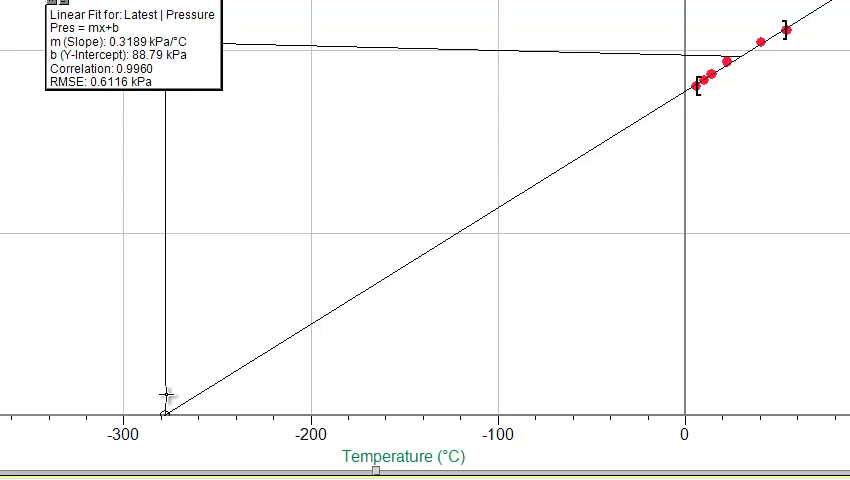 Linear Fit for: Latest | Pressure
Pres = mx+b
m (Slope): 0.3189 kPa/°C
b (Y-Intercept): 88.79 kPa
Correlation: 0.9960
RMSE: 0.6116 kPa
-300 -200 -100 0
Temperature (°C)